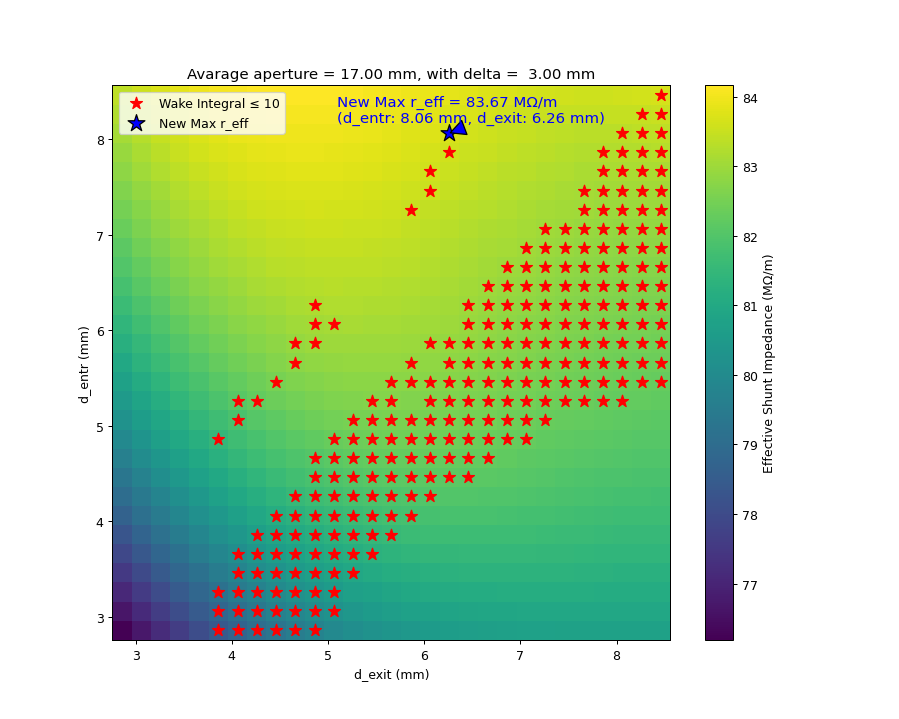 Avarage aperture = 17.00 mm, with delta =  3.00 mm
Wake Integral ≤ 10
New Max r_eff
New Max r_eff = 83.67 MΩ/m
(d_entr: 8.06 mm, d_exit: 6.26 mm)
d_entr (mm)
8
7
6
5
4
3
3
4
5
6
7
8
d_exit (mm)
84
83
82
81
80
79
78
77
Effective Shunt Impedance (MΩ/m)